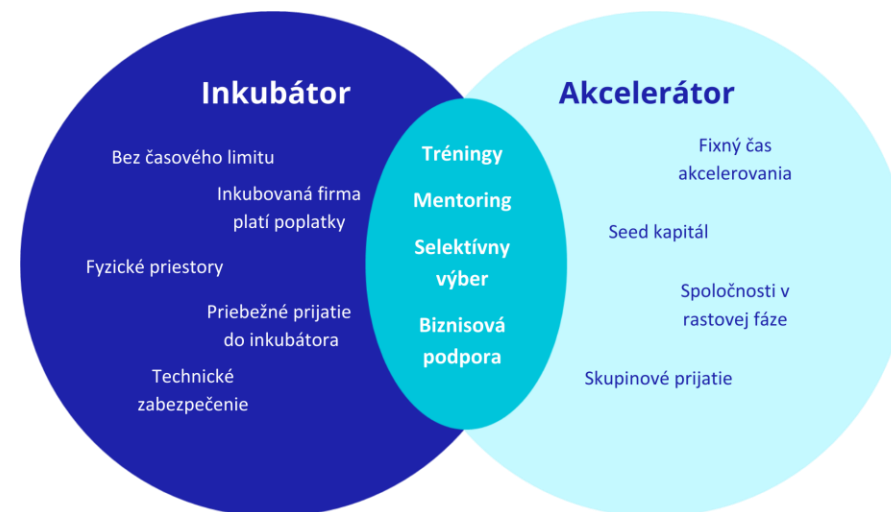 Inkubátor
Bez časového limitu
Inkubovaná firma
platí poplatky
Fyzické priestory
Priebežné prijatie
do inkubátora
Technické
zabezpečenie
Tréningy
Mentoring
Selektívny
výber
Biznisová
podpora
Akcelerátor
Fixný čas
akcelerovania
Seed kapitál
Spoločnosti v
rastovej fáze
Skupinové prijatie